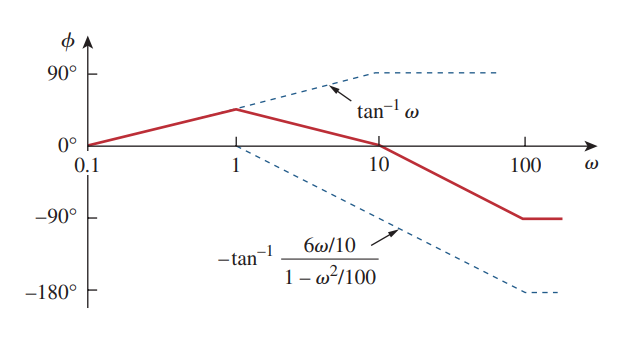 ϕ
90°
tan⁻¹ ω
0°
0.1 1 10 100 ω
–90°
–tan⁻¹ 6ω/10
1 – ω²/100
–180°